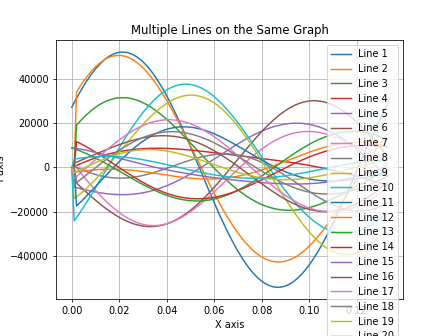 Multiple Lines on the Same Graph
40000
20000
0
−20000
−40000
0.00
0.02
0.04
0.06
0.08
0.10
X axis
Line 1
Line 2
Line 3
Line 4
Line 5
Line 6
Line 7
Line 8
Line 9
Line 10
Line 11
Line 12
Line 13
Line 14
Line 15
Line 16
Line 17
Line 18
Line 19
Line 20